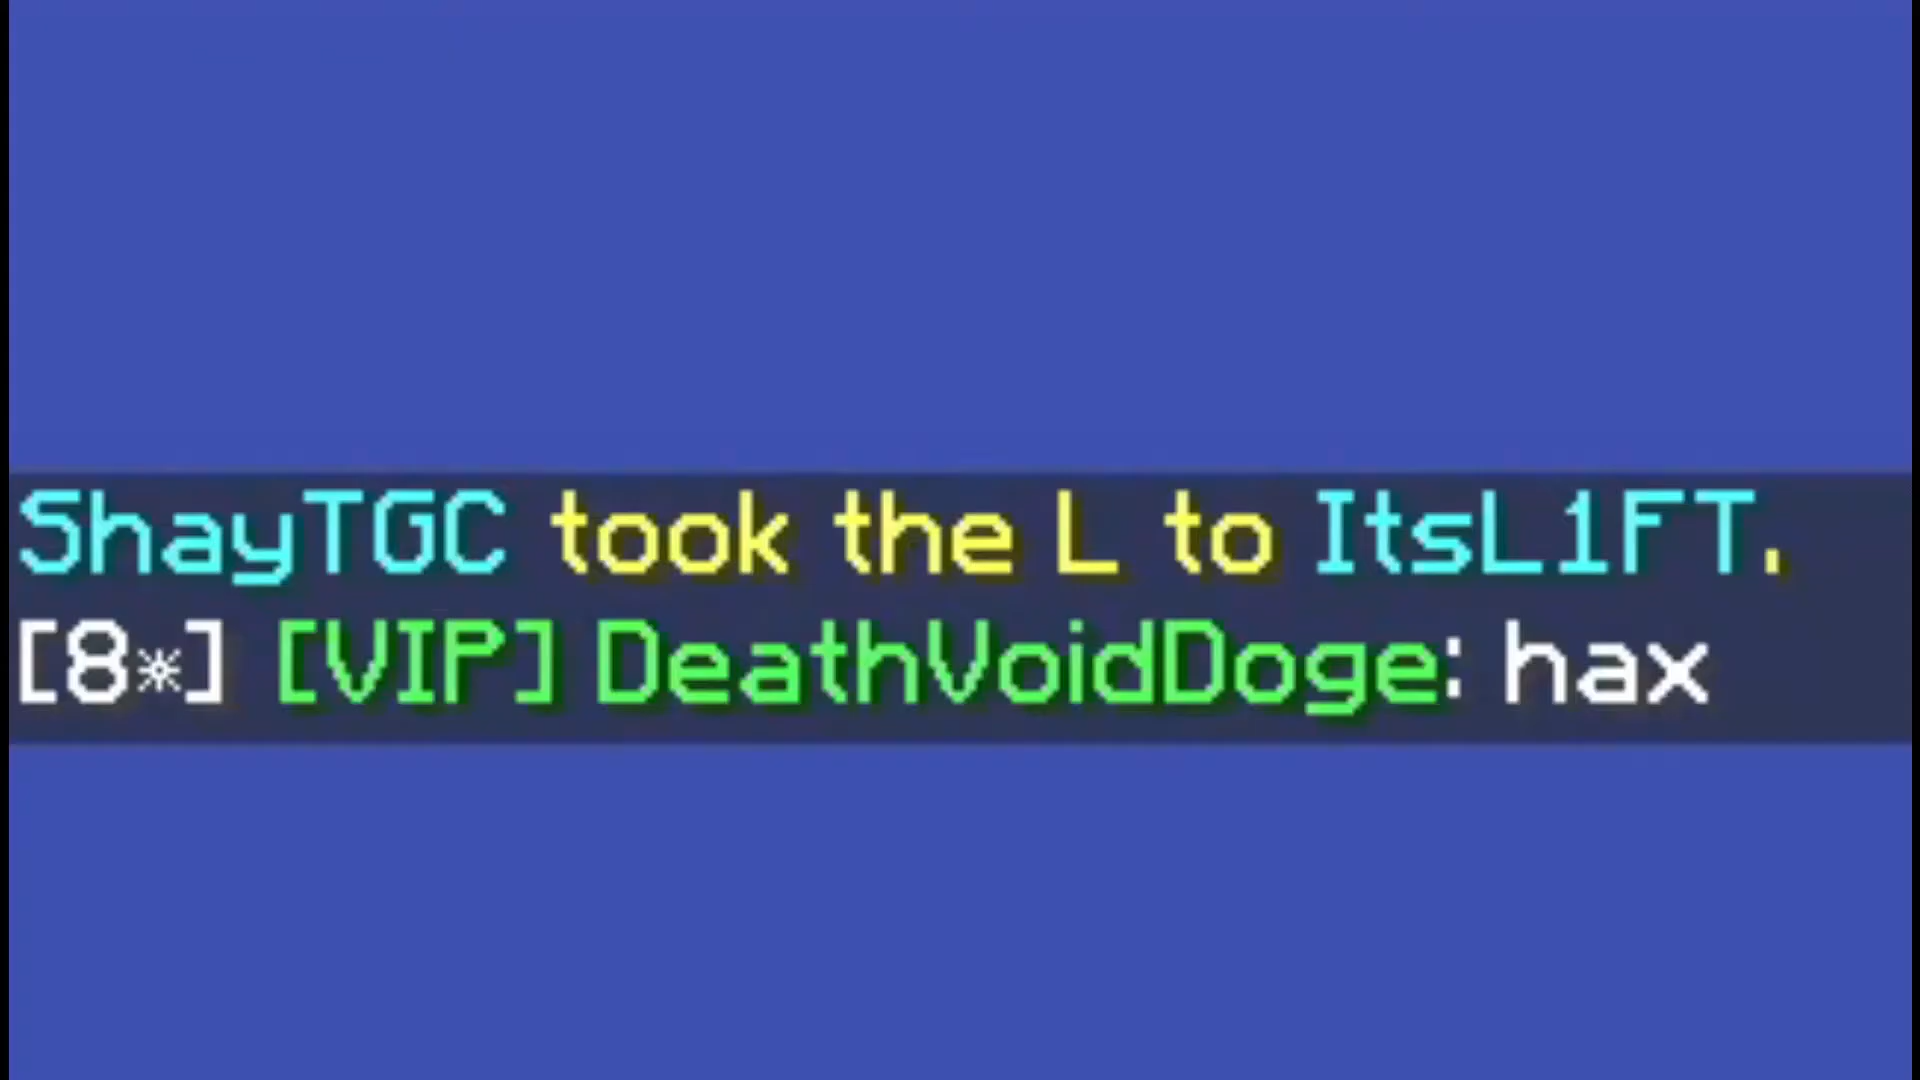 ShayTGC took the L to ItsL1FT.
[8✳] [VIP] DeathVoidDoge: hax